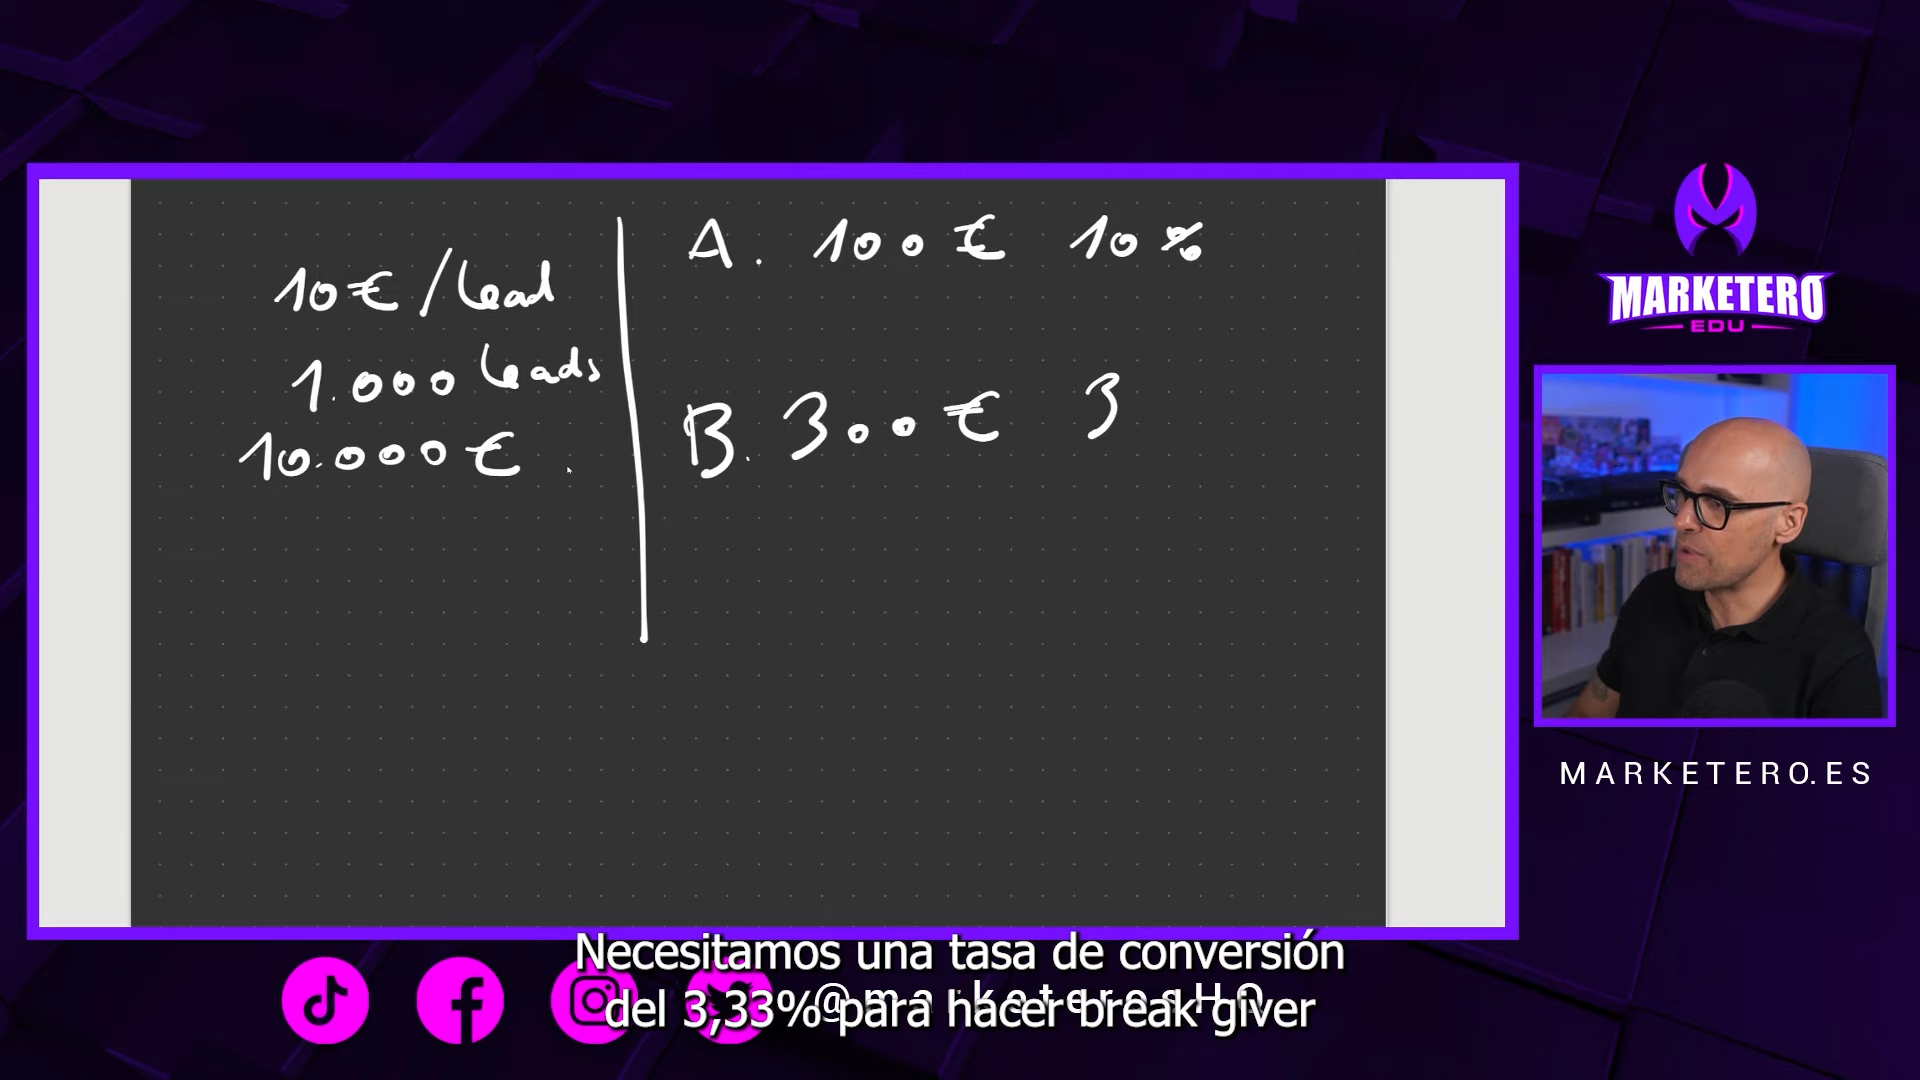 10€/Lead
1.000 Leads
10.000€.
A. 100€ 10%
B. 300€ 3
MARKETERO
EDU
MARKETERO.ES
Necesitamos una tasa de conversión
del 3,33% para hacer break giver